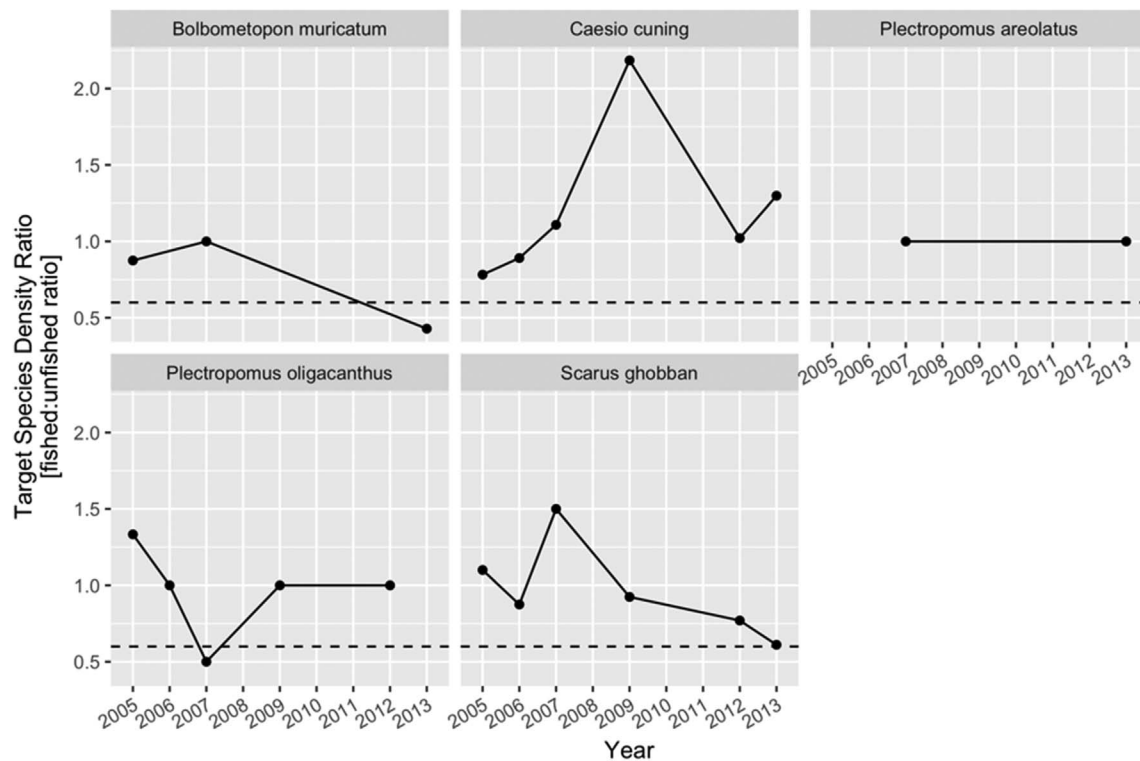 Bolbometopon muricatum
Caesio cuning
Plectropomus areolatus
2.0
1.5
1.0
0.5
2005 2006 2007 2008 2009 2010 2011 2012 2013
Target Species Density Ratio
[fished:unfished ratio]
Plectropomus oligacanthus
Scarus ghobban
2.0
1.5
1.0
0.5
2005 2006 2007 2008 2009 2010 2011 2012 2013
2005 2006 2007 2008 2009 2010 2011 2012 2013
Year